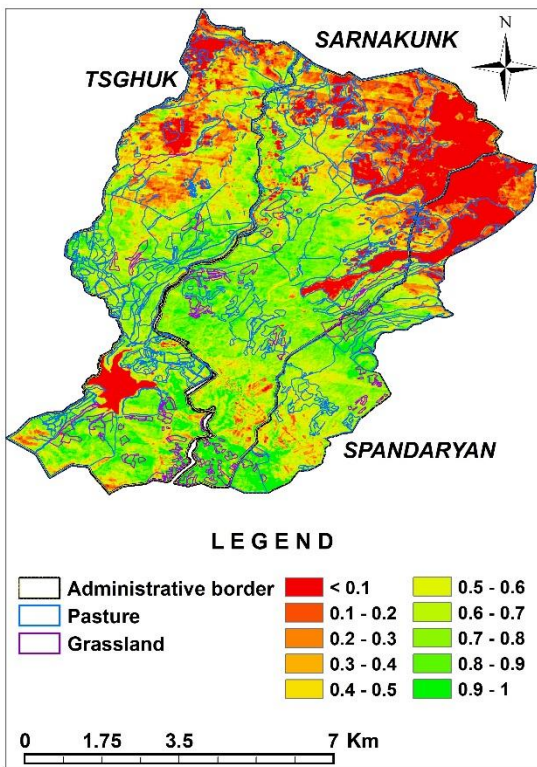 SARNAKUNK
N
TSGHUK
SPANDARYAN
L E G E N D
Administrative border
Pasture
Grassland
< 0.1
0.1 - 0.2
0.2 - 0.3
0.3 - 0.4
0.4 - 0.5
0.5 - 0.6
0.6 - 0.7
0.7 - 0.8
0.8 - 0.9
0.9 - 1
0 1.75 3.5 7 Km